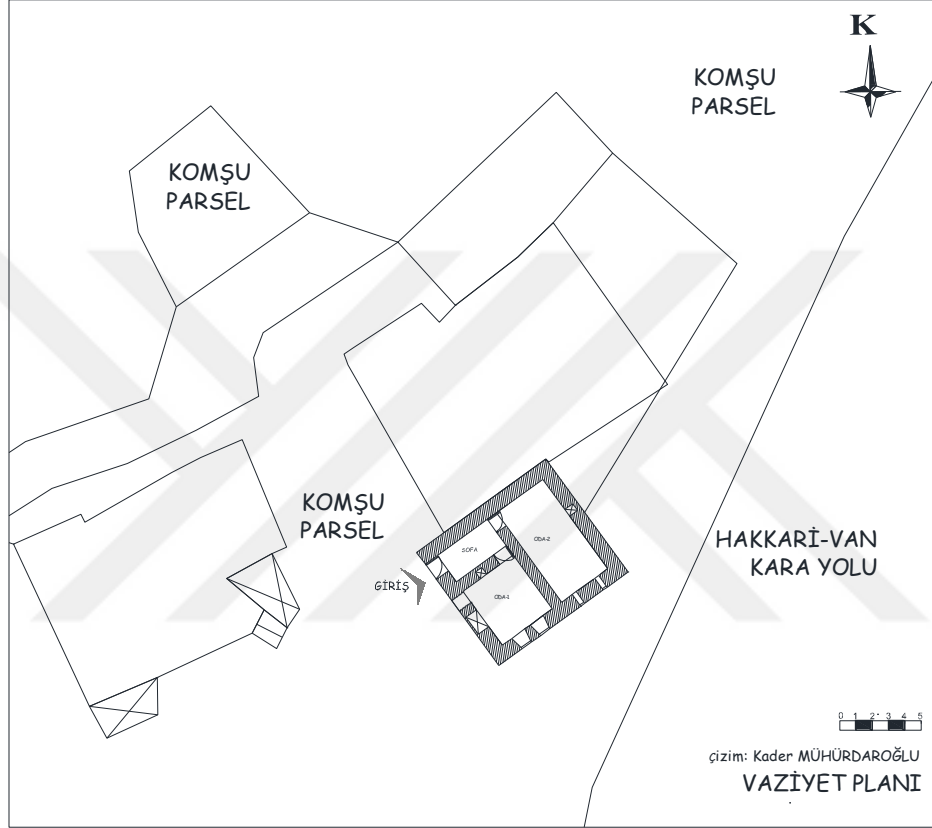 K
KOMŞU
PARSEL
KOMŞU
PARSEL
KOMŞU
PARSEL
SOFA
ODA-2
ODA-1
GİRİŞ
HAKKARİ-VAN
KARA YOLU
0 1 2 3 4 5
çizim: Kader MÜHÜRDAROĞLU
VAZİYET PLANI